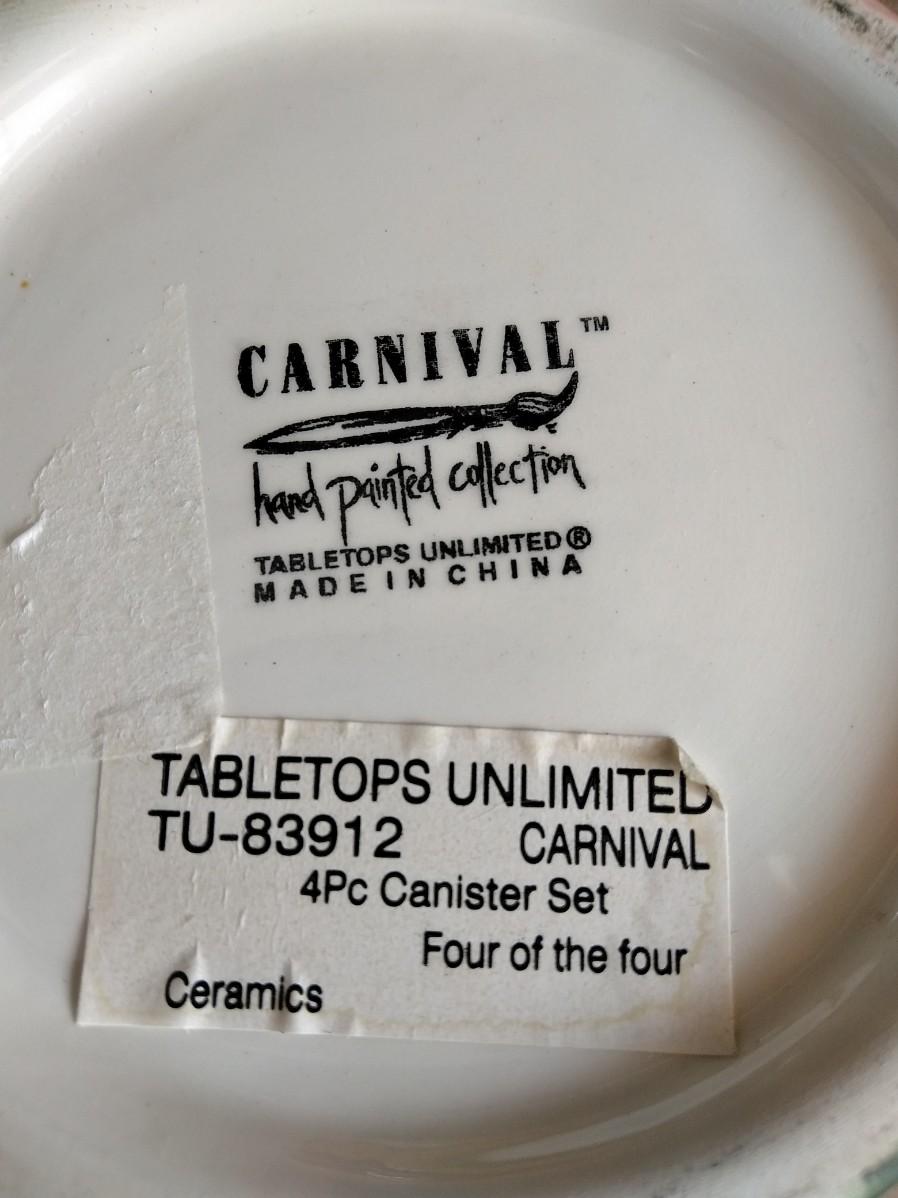 CARNIVAL™
hand painted collection
TABLETOPS UNLIMITED®
MADE IN CHINA
TABLETOPS UNLIMITED
TU-83912 CARNIVAL
4Pc Canister Set
Four of the four
Ceramics